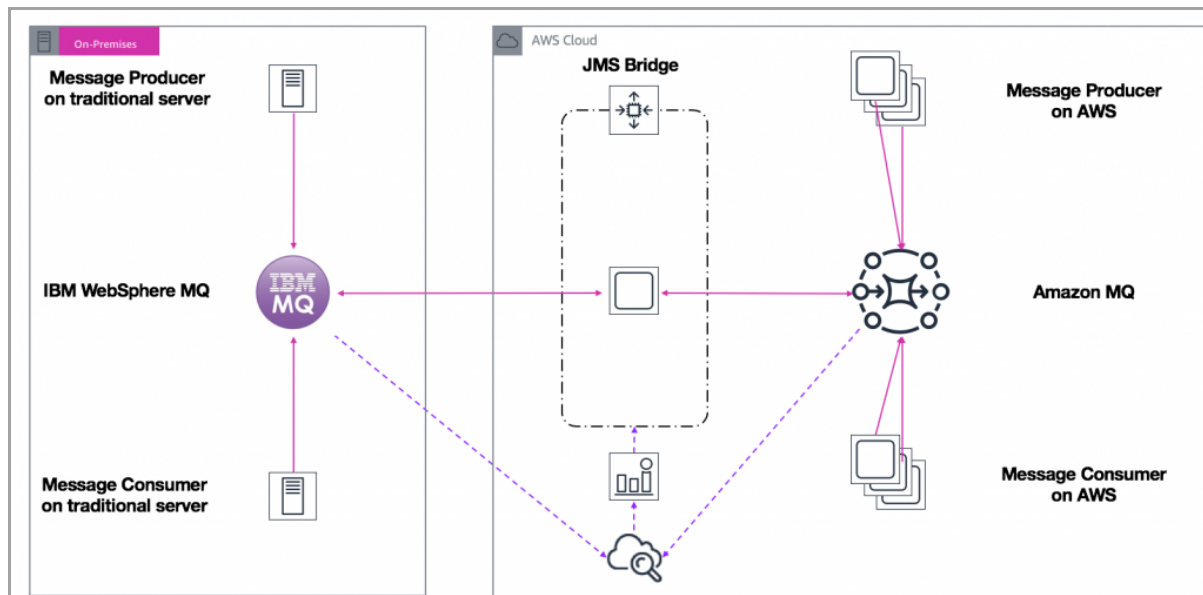 On-Premises
AWS Cloud
Message Producer
on traditional server
JMS Bridge
Message Producer
on AWS
IBM WebSphere MQ
IBM
MQ
Amazon MQ
Message Consumer
on traditional server
Message Consumer
on AWS